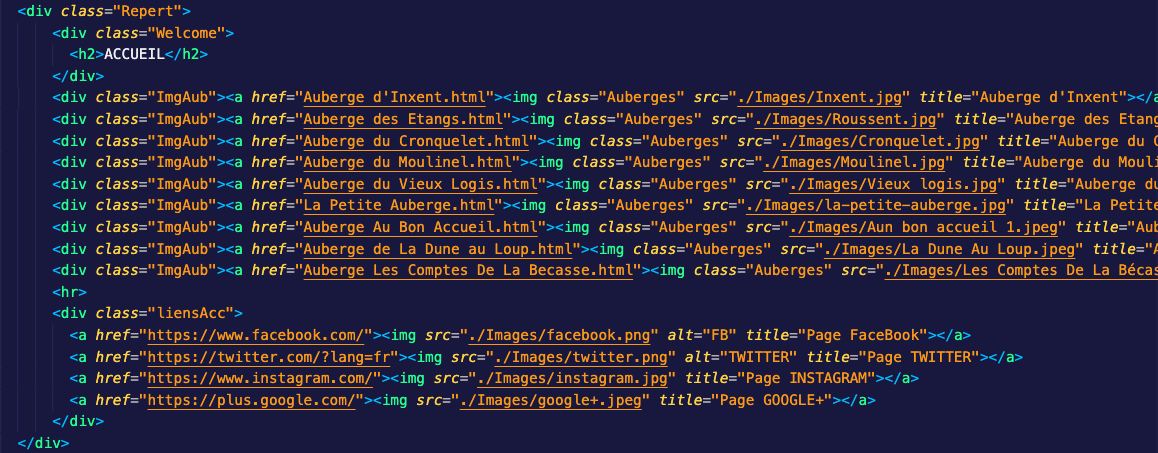 <div class="Repert">
<div class="Welcome">
<h2>ACCUEIL</h2>
</div>
<div class="ImgAub"><a href="Auberge d'Inxent.html"><img class="Auberges" src="./Images/Inxent.jpg" title="Auberge d'Inxent"></a
<div class="ImgAub"><a href="Auberge des Etangs.html"><img class="Auberges" src="./Images/Roussent.jpg" title="Auberge des Etang
<div class="ImgAub"><a href="Auberge du Cronquelet.html"><img class="Auberges" src="./Images/Cronquelet.jpg" title="Auberge du C
<div class="ImgAub"><a href="Auberge du Moulinel.html"><img class="Auberges" src="./Images/Moulinel.jpg" title="Auberge du Mouli
<div class="ImgAub"><a href="Auberge du Vieux Logis.html"><img class="Auberges" src="./Images/Vieux logis.jpg" title="Auberge du
<div class="ImgAub"><a href="La Petite Auberge.html"><img class="Auberges" src="./Images/la-petite-auberge.jpg" title="La Petite
<div class="ImgAub"><a href="Auberge Au Bon Accueil.html"><img class="Auberges" src="./Images/Aun bon accueil 1.jpeg" title="Aub
<div class="ImgAub"><a href="Auberge de La Dune au Loup.html"><img class="Auberges" src="./Images/La Dune Au Loup.jpeg" title="A
<div class="ImgAub"><a href="Auberge Les Comptes De La Becasse.html"><img class="Auberges" src="./Images/Les Comptes De La Bécas
<hr>
<div class="liensAcc">
<a href="https://www.facebook.com/"><img src="./Images/facebook.png" alt="FB" title="Page FaceBook"></a>
<a href="https://twitter.com/?lang=fr"><img src="./Images/twitter.png" alt="TWITTER" title="Page TWITTER"></a>
<a href="https://www.instagram.com/"><img src="./Images/instagram.jpg" title="Page INSTAGRAM"></a>
<a href="https://plus.google.com/"><img src="./Images/google+.jpeg" title="Page GOOGLE+"></a>
</div>
</div>